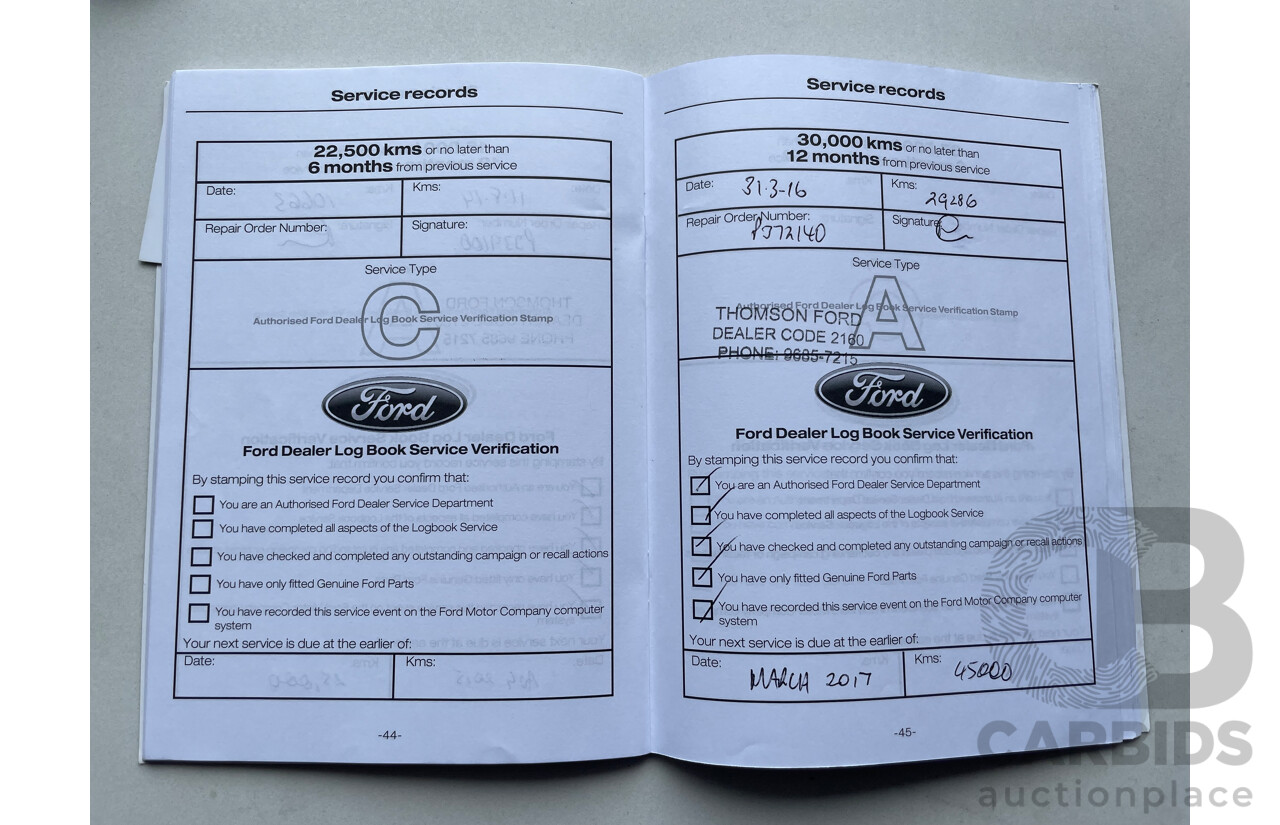 Service records
22,500 kms or no later than
6 months from previous service
Date:
Kms:
Repair Order Number:
Signature:
Service Type
C
Authorised Ford Dealer Log Book Service Verification Stamp
Ford
Ford Dealer Log Book Service Verification
By stamping this service record you confirm that:
You are an Authorised Ford Dealer Service Department
You have completed all aspects of the Logbook Service
You have checked and completed any outstanding campaign or recall actions
You have only fitted Genuine Ford Parts
You have recorded this service event on the Ford Motor Company computer
system
Your next service is due at the earlier of:
Date:
Kms:
-44-
Service records
30,000 kms or no later than
12 months from previous service
Date: 31-3-16
Kms: 29286
Repair Order Number: PJ72140
Signature:
Service Type
A
Authorised Ford Dealer Log Book Service Verification Stamp
THOMSON FORD
DEALER CODE 2160
PHONE: 9685-7215
Ford
Ford Dealer Log Book Service Verification
By stamping this service record you confirm that:
You are an Authorised Ford Dealer Service Department
You have completed all aspects of the Logbook Service
You have checked and completed any outstanding campaign or recall actions
You have only fitted Genuine Ford Parts
You have recorded this service event on the Ford Motor Company computer
system
Your next service is due at the earlier of:
Date: MARCH 2017
Kms: 45000
-45-
CB
CARBIDS
auctionplace